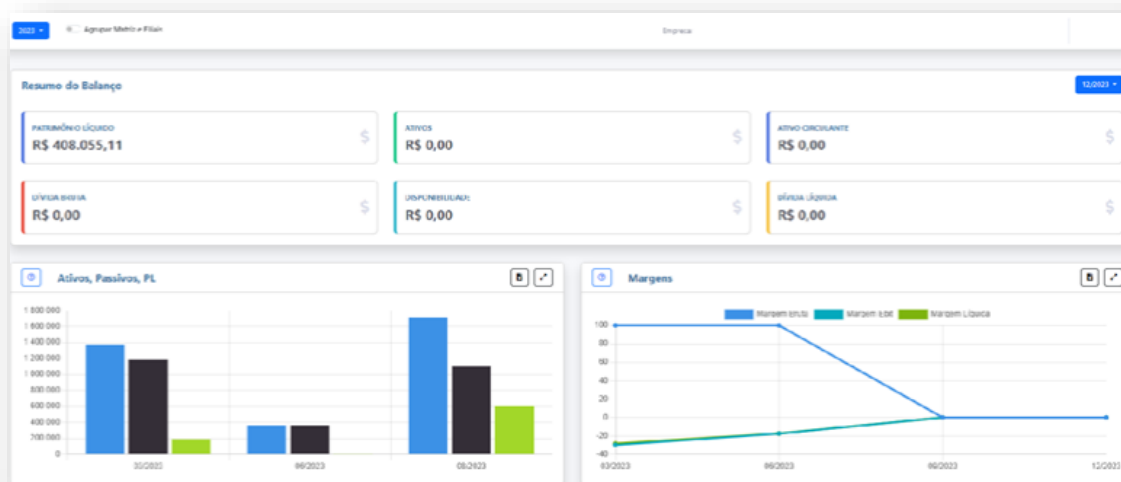 2023
Agrupar Matriz e Filiais
Empresa
Resumo do Balanço
12/2023
PATRIMÔNIO LÍQUIDO
R$ 408.055,11
ATIVOS
R$ 0,00
ATIVO CIRCULANTE
R$ 0,00
DÍVIDA BRUTA
R$ 0,00
DISPONIBILIDADE
R$ 0,00
DÍVIDA LÍQUIDA
R$ 0,00
Ativos, Passivos, PL
1 800 000
1 600 000
1 400 000
1 200 000
1 000 000
800 000
600 000
400 000
200 000
0
03/2023
06/2023
Margens
Margem Bruta
Margem Ebit
Margem Líquida
100
80
60
40
20
0
-20
-40
03/2023
06/2023
12/2023